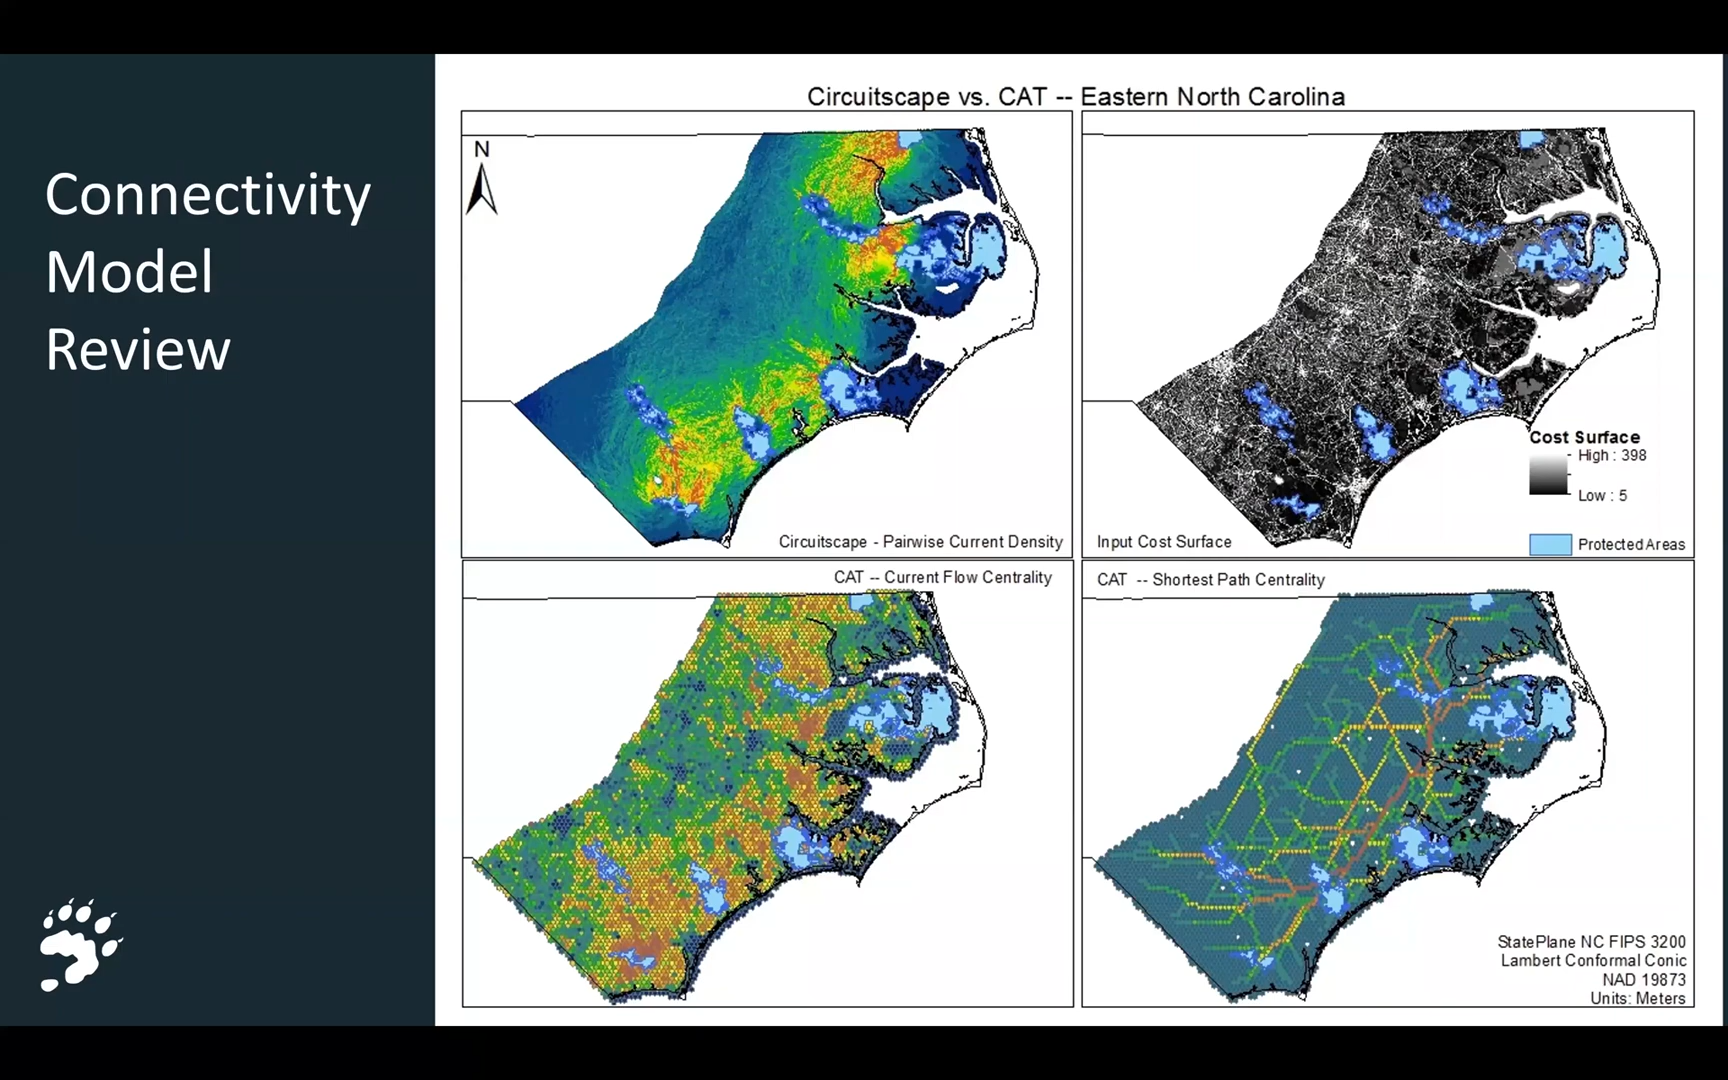 Connectivity
Model
Review
Circuitscape vs. CAT -- Eastern North Carolina
N
Circuitscape - Pairwise Current Density
Input Cost Surface
Cost Surface
High : 398
Low : 5
Protected Areas
CAT -- Current Flow Centrality
CAT -- Shortest Path Centrality
StatePlane NC FIPS 3200
Lambert Conformal Conic
NAD 19873
Units: Meters